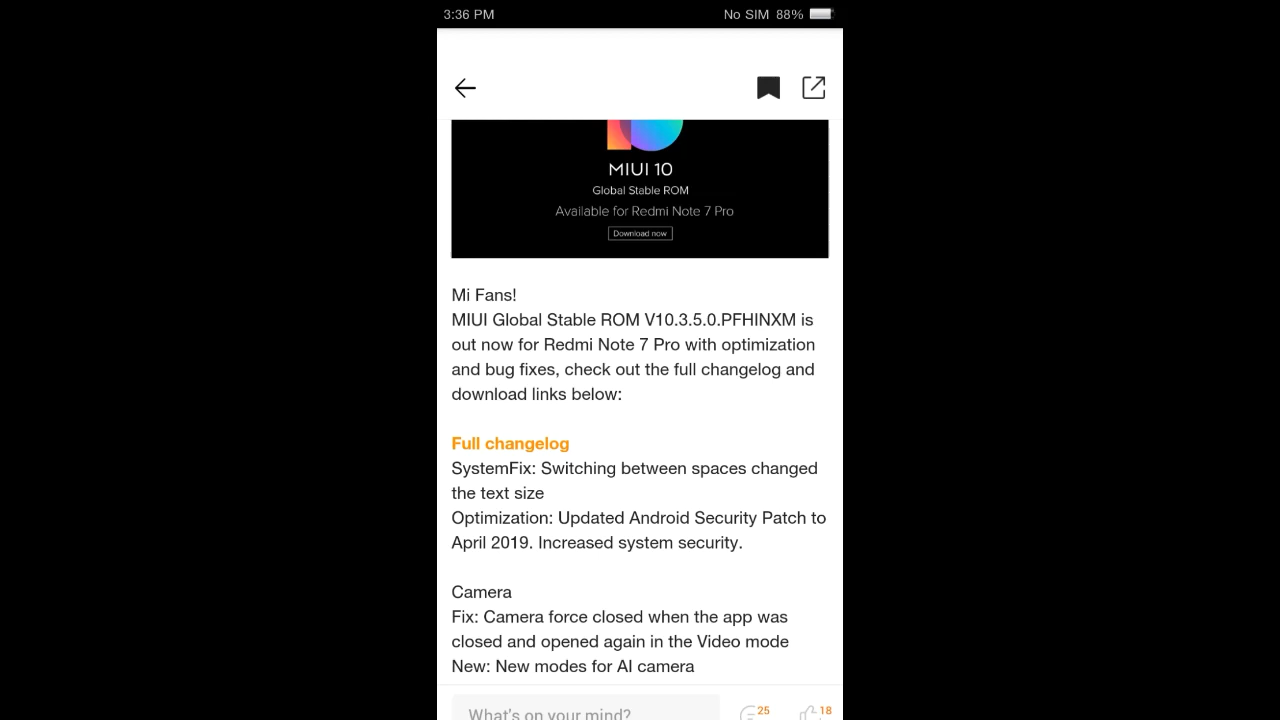 3:36 PM
No SIM 88%
MIUI 10
Global Stable ROM
Available for Redmi Note 7 Pro
Download now
Mi Fans!
MIUI Global Stable ROM V10.3.5.0.PFHINXM is
out now for Redmi Note 7 Pro with optimization
and bug fixes, check out the full changelog and
download links below:
Full changelog
SystemFix: Switching between spaces changed
the text size
Optimization: Updated Android Security Patch to
April 2019. Increased system security.
Camera
Fix: Camera force closed when the app was
closed and opened again in the Video mode
New: New modes for AI camera
What's on your mind?
25
18